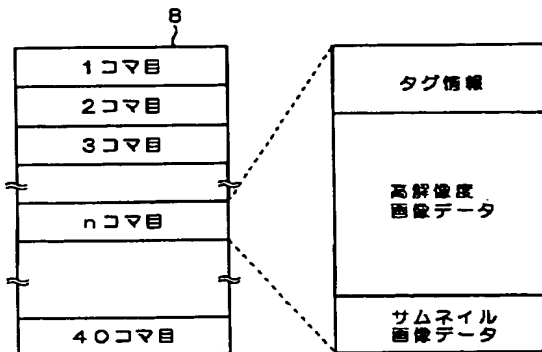 8
1コマ目
2コマ目
3コマ目
nコマ目
40コマ目
タグ情報
高解像度
画像データ
サムネイル
画像データ